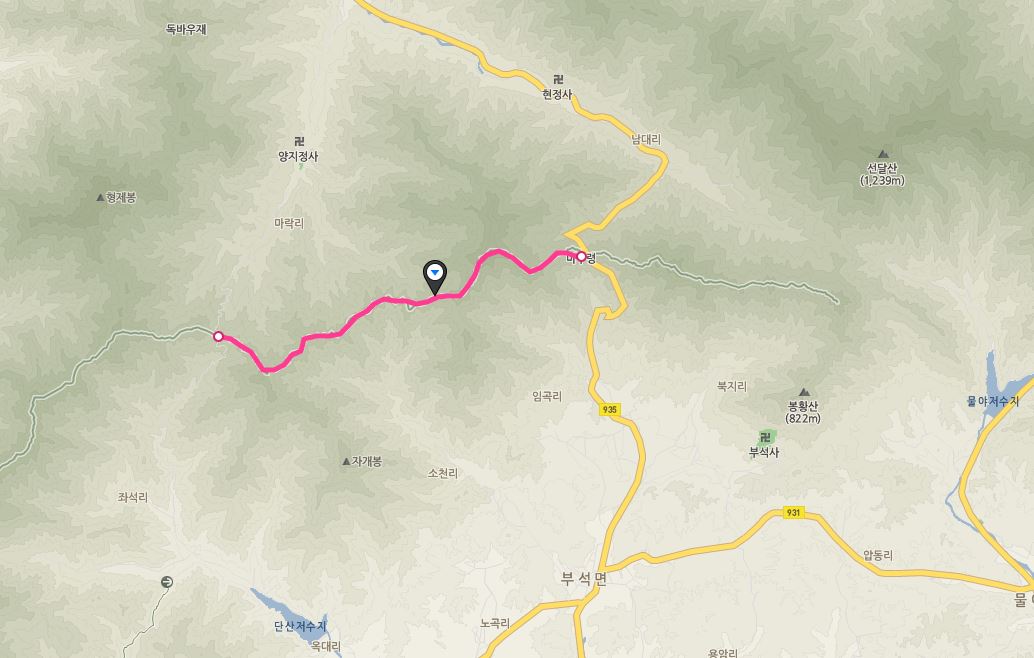 독바우재
현정사
남대리
양지정사
선달산
(1,239m)
형제봉
마락리
935
북지리
임곡리
봉황산
(822m)
물야저수지
부석사
자개봉
소천리
좌석리
931
압동리
부석면
단산저수지
노곡리
옥대리
용암리